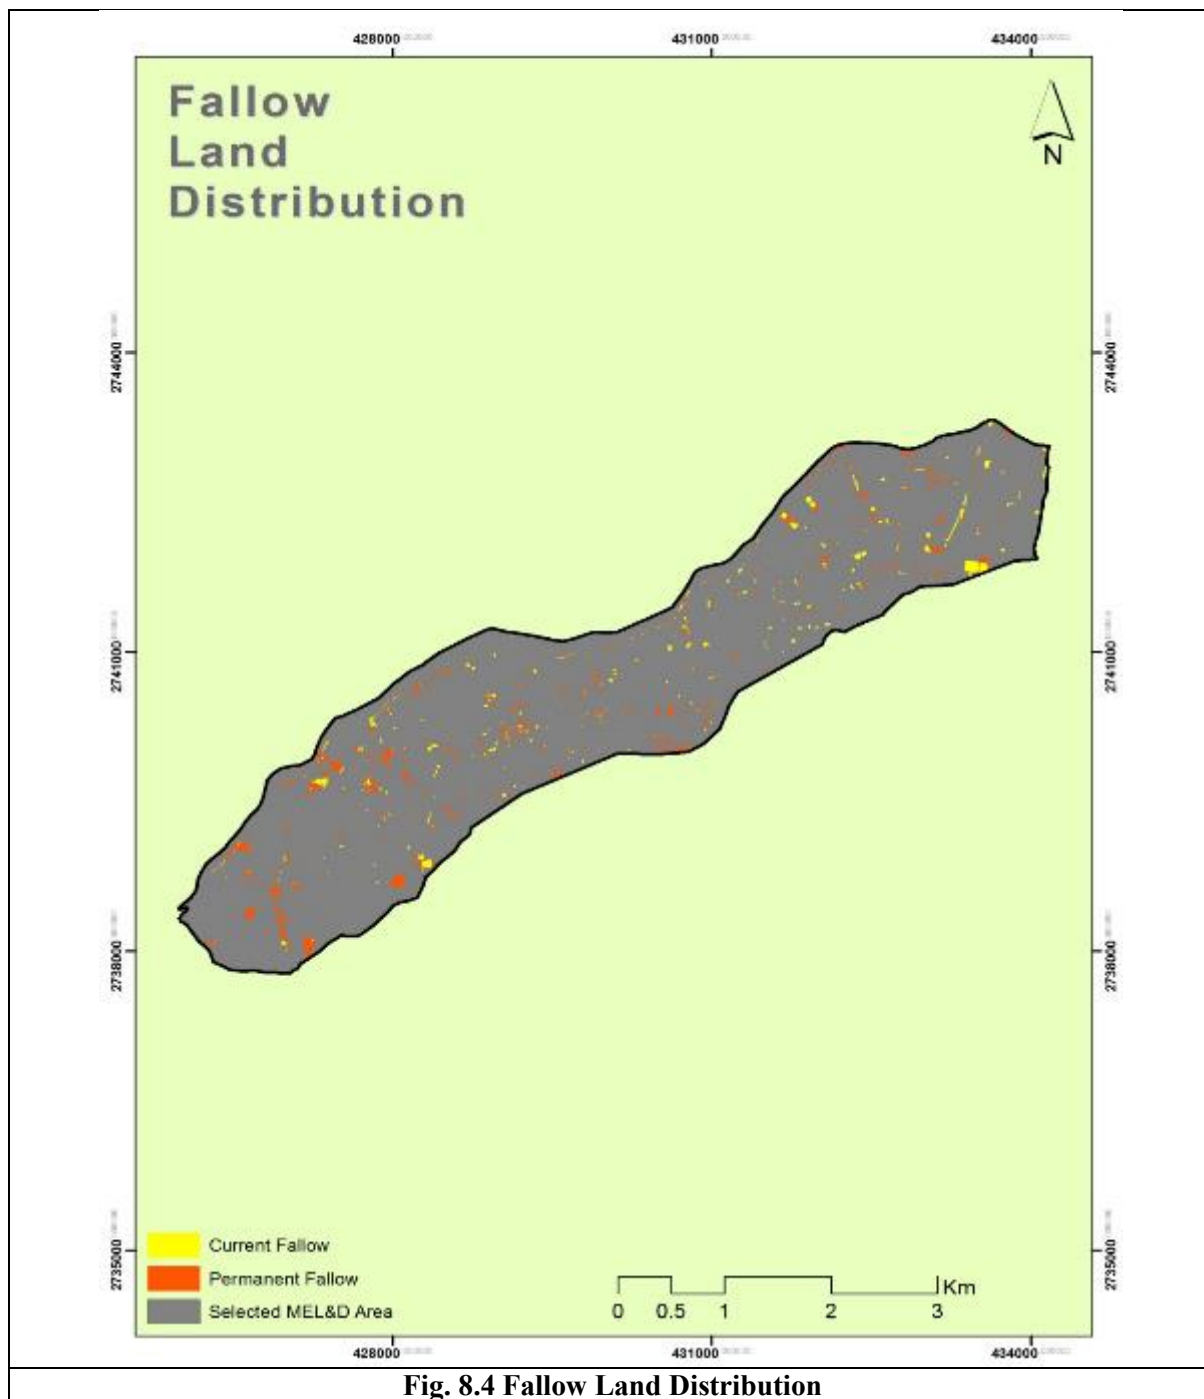 428000
431000
434000
Fallow
Land
Distribution
N
2744000
2744000
2741000
2741000
2738000
2738000
2735000
2735000
Current Fallow
Permanent Fallow
Selected MEL&D Area
Km
0 0.5 1 2 3
428000
431000
434000
Fig. 8.4 Fallow Land Distribution